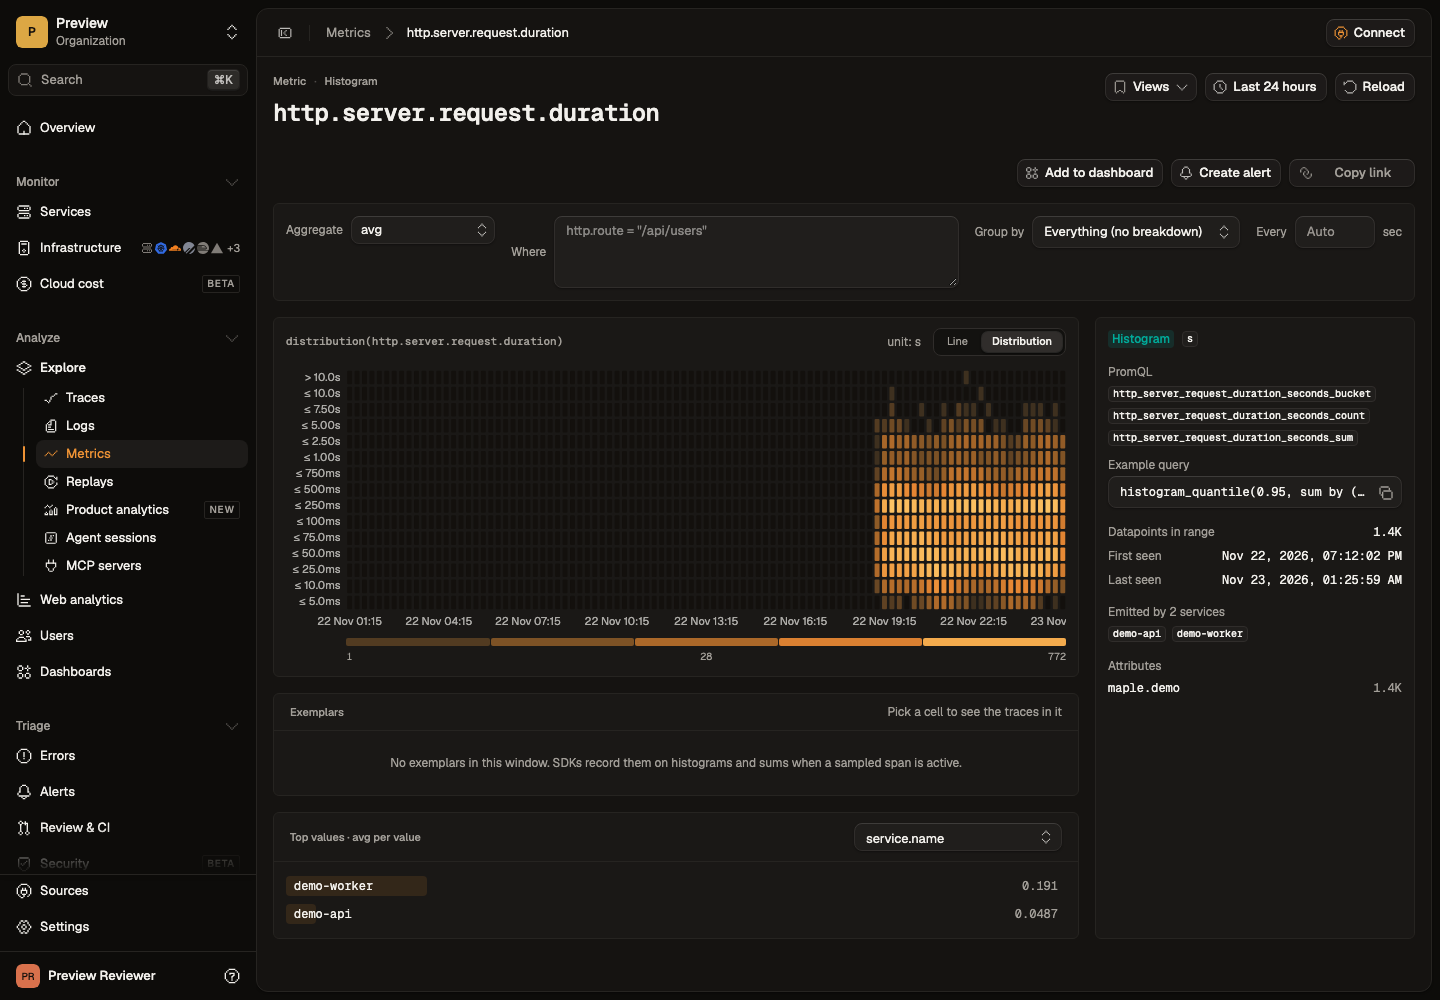 P
Preview
Organization
Search
⌘K
Overview
Monitor
Services
Infrastructure
+3
Cloud cost
BETA
Analyze
Explore
Traces
Logs
Metrics
Replays
Product analytics
NEW
Agent sessions
MCP servers
Web analytics
Users
Dashboards
Triage
Errors
Alerts
Review & CI
Security
BETA
Sources
Settings
PR
Preview Reviewer
Metrics
http.server.request.duration
Connect
Metric · Histogram
http.server.request.duration
Views
Last 24 hours
Reload
Add to dashboard
Create alert
Copy link
Aggregate
avg
Where
http.route = "/api/users"
Group by
Everything (no breakdown)
Every
Auto
sec
distribution(http.server.request.duration)
unit: s
Line
Distribution
> 10.0s
≤ 10.0s
≤ 7.50s
≤ 5.00s
≤ 2.50s
≤ 1.00s
≤ 750ms
≤ 500ms
≤ 250ms
≤ 100ms
≤ 75.0ms
≤ 50.0ms
≤ 25.0ms
≤ 10.0ms
≤ 5.0ms
22 Nov 01:15
22 Nov 04:15
22 Nov 07:15
22 Nov 10:15
22 Nov 13:15
22 Nov 16:15
22 Nov 19:15
22 Nov 22:15
23 Nov
1
28
772
Exemplars
Pick a cell to see the traces in it
No exemplars in this window. SDKs record them on histograms and sums when a sampled span is active.
Top values · avg per value
service.name
demo-worker
0.191
demo-api
0.0487
Histogram
s
PromQL
http_server_request_duration_seconds_bucket
http_server_request_duration_seconds_count
http_server_request_duration_seconds_sum
Example query
histogram_quantile(0.95, sum by (…
Datapoints in range
1.4K
First seen
Nov 22, 2026, 07:12:02 PM
Last seen
Nov 23, 2026, 01:25:59 AM
Emitted by 2 services
demo-api
demo-worker
Attributes
maple.demo
1.4K